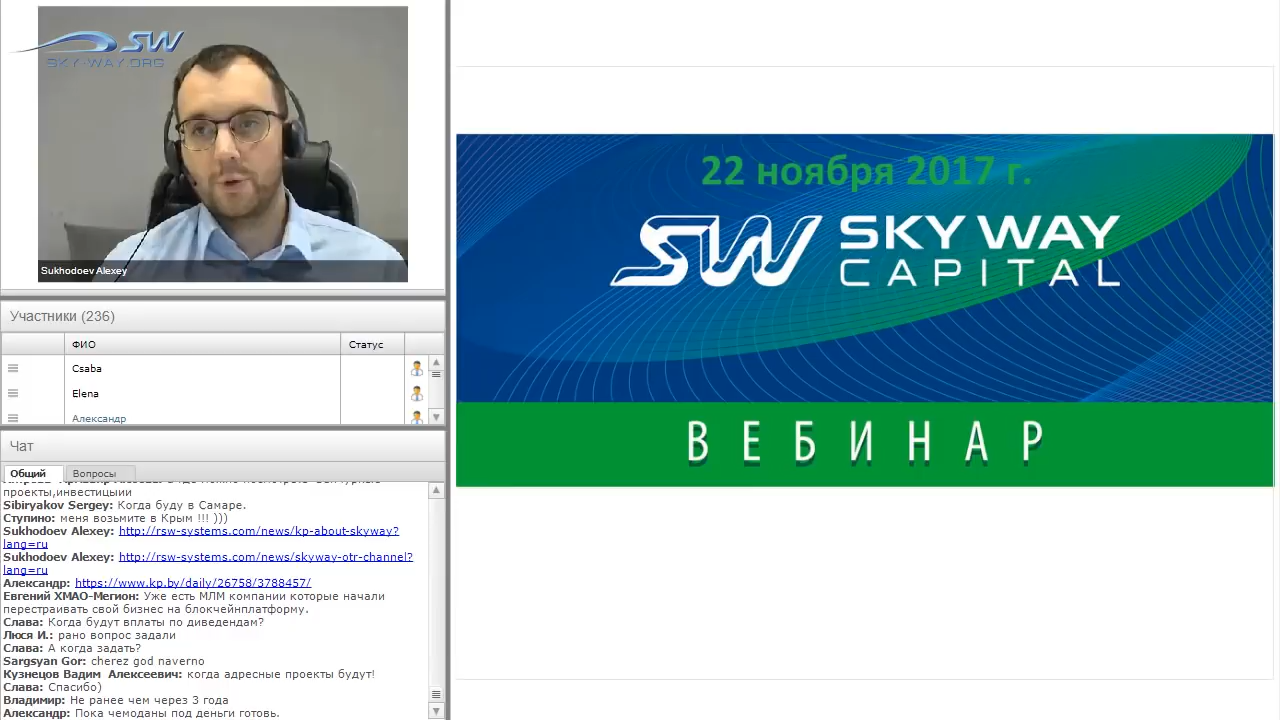 SW
SKY-WAY.ORG
Sukhodoev Alexey
Участники (236)
ФИО
Статус
Csaba
Elena
Александр
Чат
Общий
Вопросы
проекты,инвестицыии
Sibiryakov Sergey: Когда буду в Самаре.
Ступино: меня возьмите в Крым !!! )))
Sukhodoev Alexey: http://rsw-systems.com/news/kp-about-skyway?
lang=ru
Sukhodoev Alexey: http://rsw-systems.com/news/skyway-otr-channel?
lang=ru
Александр: https://www.kp.by/daily/26758/3788457/
Евгений ХМАО-Мегион: Уже есть МЛМ компании которые начали
перестраивать свой бизнес на блокчейнплатформу.
Слава: Когда будут вплаты по диведендам?
Люся И.: рано вопрос задали
Слава: А когда задать?
Sargsyan Gor: cherez god naverno
Кузнецов Вадим Алексеевич: когда адресные проекты будут!
Слава: Спасибо)
Владимир: Не ранее чем через 3 года
Александр: Пока чемоданы под деньги готовь.
22 ноября 2017 г.
SW SKY WAY
CAPITAL
ВЕБИНАР